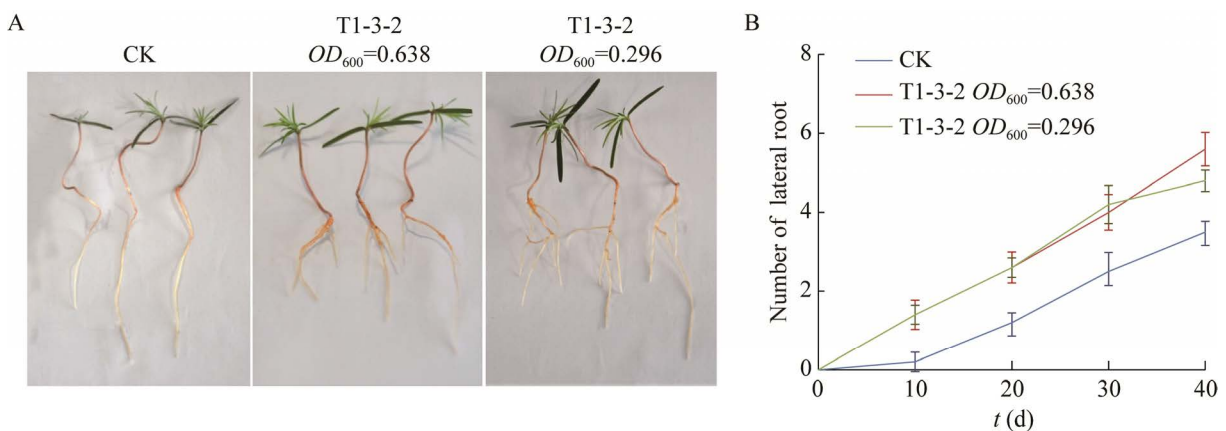 A
CK
T1-3-2
OD600=0.638
T1-3-2
OD600=0.296
B
Number of lateral root
8
6
4
2
0
CK
T1-3-2 OD600=0.638
T1-3-2 OD600=0.296
0 10 20 30 40
t (d)